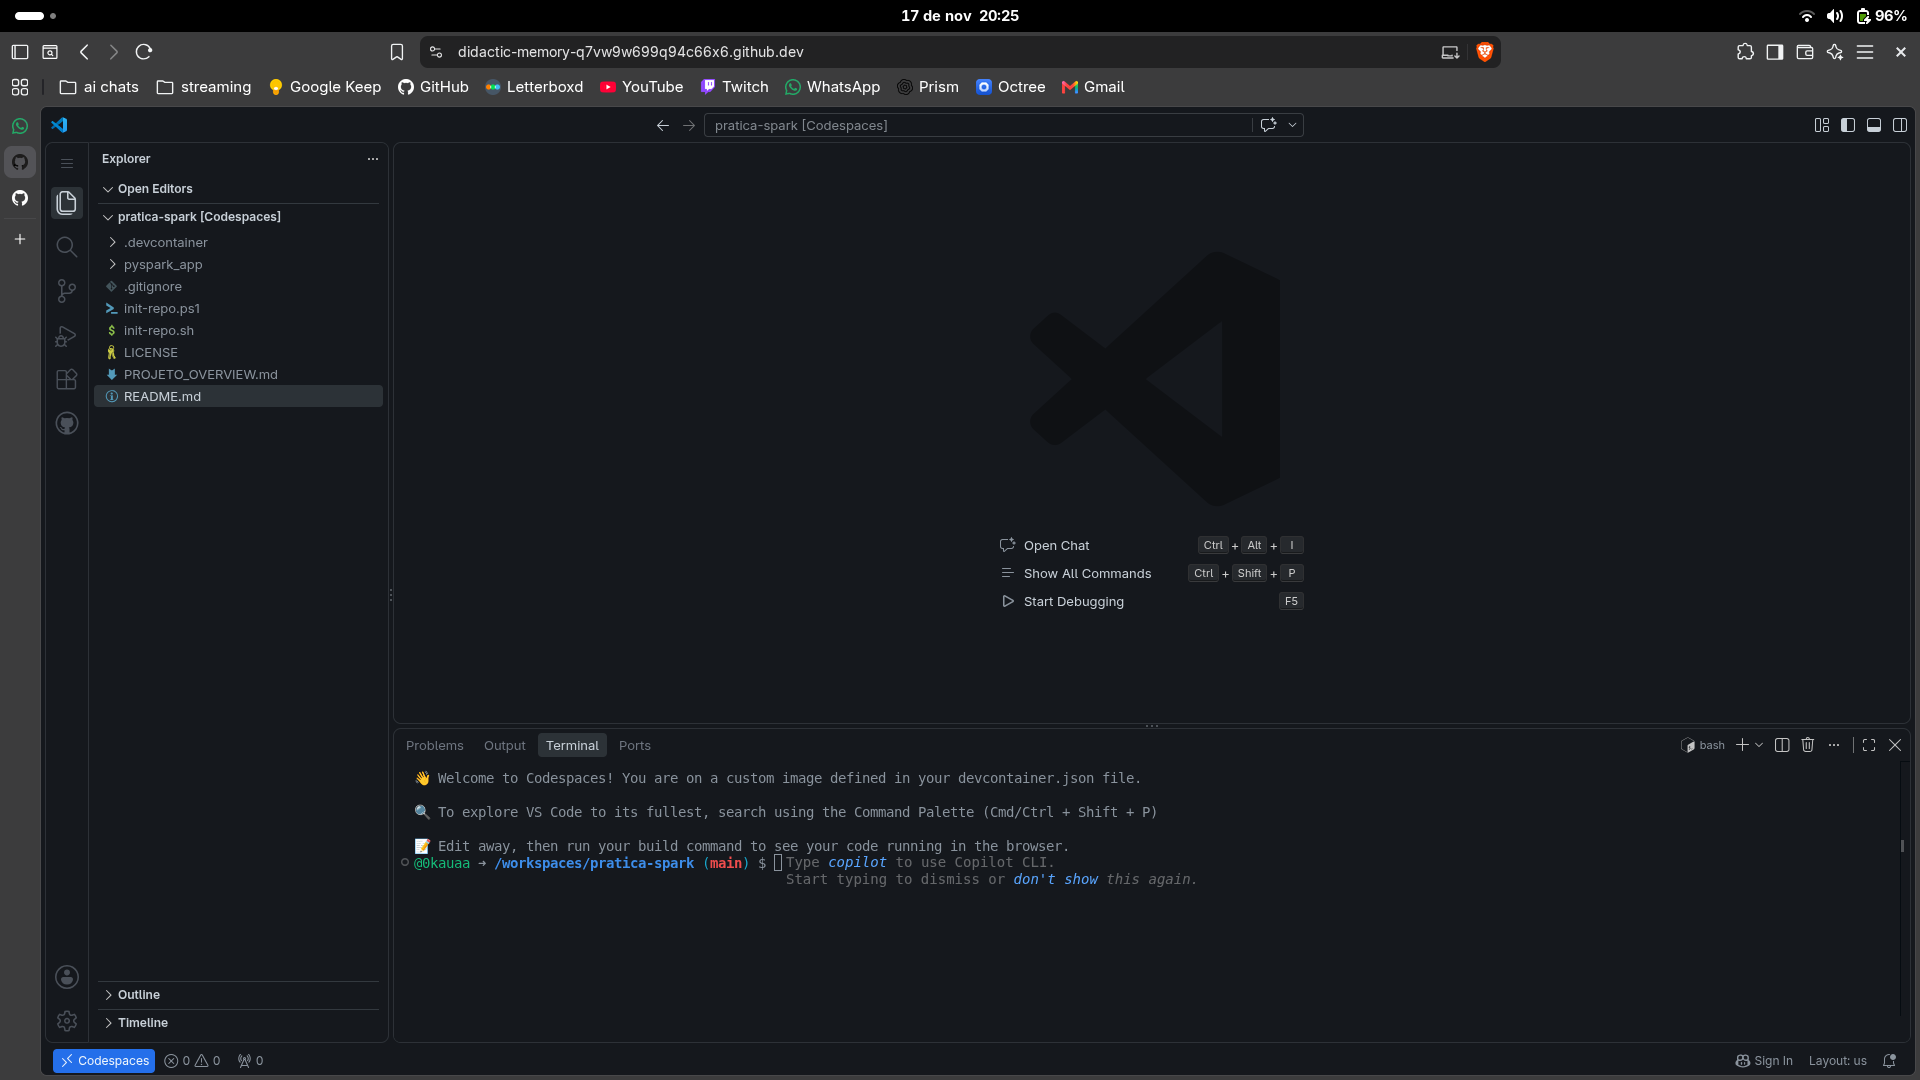 17 de nov 20:25
96%
didactic-memory-q7vw9w699q94c66x6.github.dev
ai chats
streaming
Google Keep
GitHub
Letterboxd
YouTube
Twitch
WhatsApp
Prism
Octree
Gmail
pratica-spark [Codespaces]
Explorer
Open Editors
pratica-spark [Codespaces]
.devcontainer
pyspark_app
.gitignore
init-repo.ps1
init-repo.sh
LICENSE
PROJETO_OVERVIEW.md
README.md
Open Chat Ctrl + Alt + I
Show All Commands Ctrl + Shift + P
Start Debugging F5
Problems Output Terminal Ports
bash
👋 Welcome to Codespaces! You are on a custom image defined in your devcontainer.json file.
🔍 To explore VS Code to its fullest, search using the Command Palette (Cmd/Ctrl + Shift + P)
📝 Edit away, then run your build command to see your code running in the browser.
@0kauaa ➜ /workspaces/pratica-spark (main) $ Type copilot to use Copilot CLI.
Start typing to dismiss or don't show this again.
Outline
Timeline
Codespaces 0 0 0
Sign In Layout: us